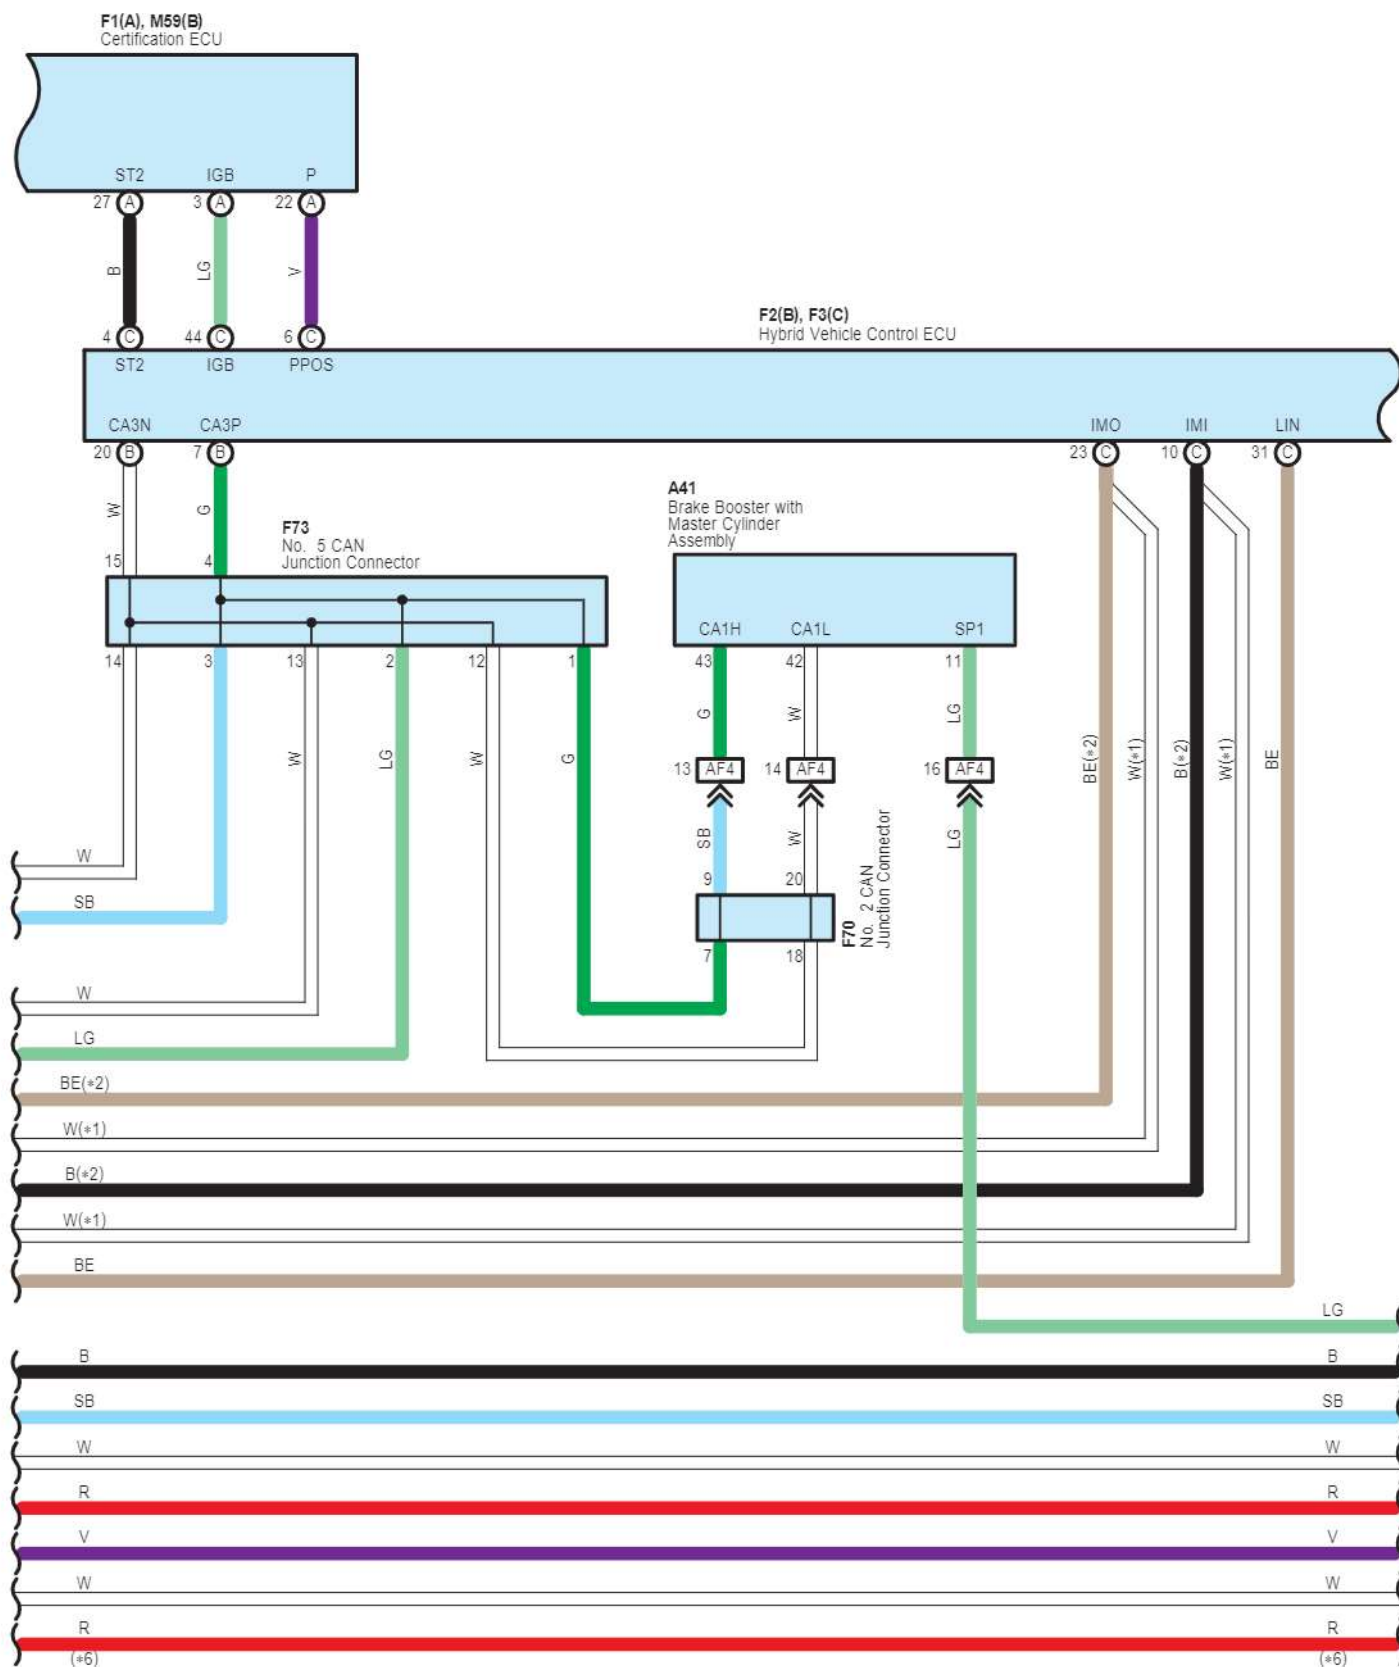 F1(A), M59(B)
Certification ECU
ST2 IGB P
27 A 3 A 22 A
B LG V
4 C 44 C 6 C
ST2 IGB PPOS
F2(B), F3(C)
Hybrid Vehicle Control ECU
CA3N CA3P IMO IMI LIN
20 B 7 B 23 C 10 C 31 C
W G
F73
No. 5 CAN
Junction Connector
15 4
A41
Brake Booster with
Master Cylinder
Assembly
CA1H CA1L SP1
14 3 13 2 12 1 43 42 11
W LG W G
G W LG
BE(*2) W(*1) B(*2) W(*1) BE
13 AF4 14 AF4 16 AF4
SB W LG
9 20
F70
No. 2 CAN
Junction Connector
7 18
W
SB
W
LG
BE(*2)
W(*1)
B(*2)
W(*1)
BE
LG
B B
SB SB
W W
R R
V V
W W
R R
(*6) (*6)